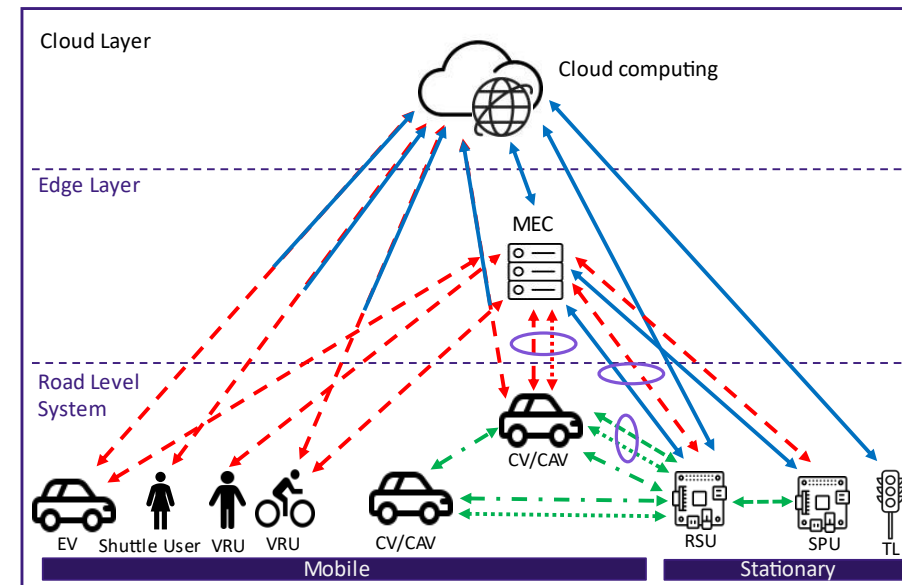 Cloud Layer
Cloud computing
Edge Layer
MEC
Road Level
System
CV/CAV
EV
Shuttle User
VRU
VRU
CV/CAV
RSU
SPU
TL
Mobile
Stationary